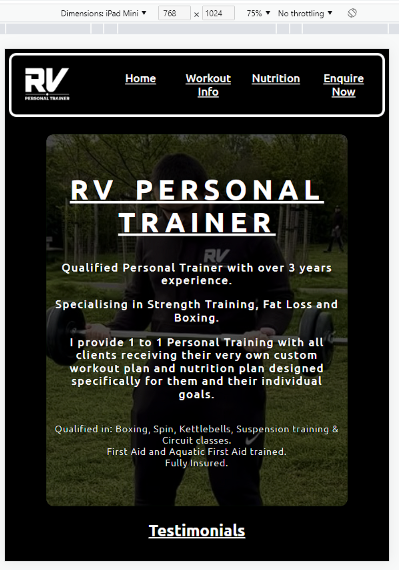 Dimensions: iPad Mini ▼ 768 x 1024 75% ▼ No throttling ▼
RV
PERSONAL TRAINER
Home
Workout
Info
Nutrition
Enquire
Now
RV PERSONAL
TRAINER
RV
Qualified Personal Trainer with over 3 years
experience.
Specialising in Strength Training, Fat Loss and
Boxing.
I provide 1 to 1 Personal Training with all
clients receiving their very own custom
workout plan and nutrition plan designed
specifically for them and their individual
goals.
Qualified in: Boxing, Spin, Kettlebells, Suspension training &
Circuit classes.
First Aid and Aquatic First Aid trained.
Fully Insured.
Testimonials